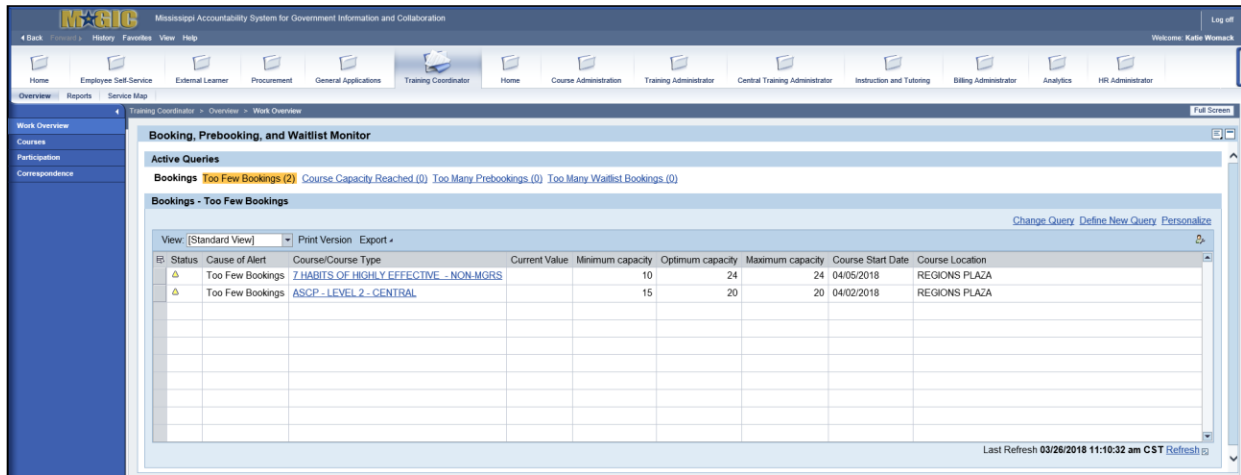 MAGIC Mississippi Accountability System for Government Information and Collaboration Log off
Back Forward History Favorites View Help Welcome: Katie Womack
Home Employee Self-Service External Learner Procurement General Applications Training Coordinator Home Course Administration Training Administrator Central Training Administrator Instruction and Tutoring Billing Administrator Analytics HR Administrator
Overview Reports Service Map
Training Coordinator > Overview > Work Overview Full Screen
Work Overview
Courses
Participation
Correspondence
Booking, Prebooking, and Waitlist Monitor
Active Queries
Bookings Too Few Bookings (2) Course Capacity Reached (0) Too Many Prebookings (0) Too Many Waitlist Bookings (0)
Bookings - Too Few Bookings
Change Query Define New Query Personalize
View: [Standard View] Print Version Export
Status Cause of Alert Course/Course Type Current Value Minimum capacity Optimum capacity Maximum capacity Course Start Date Course Location
Too Few Bookings 7 HABITS OF HIGHLY EFFECTIVE - NON-MGRS 10 24 24 04/05/2018 REGIONS PLAZA
Too Few Bookings ASCP - LEVEL 2 - CENTRAL 15 20 20 04/02/2018 REGIONS PLAZA
Last Refresh 03/26/2018 11:10:32 am CST Refresh